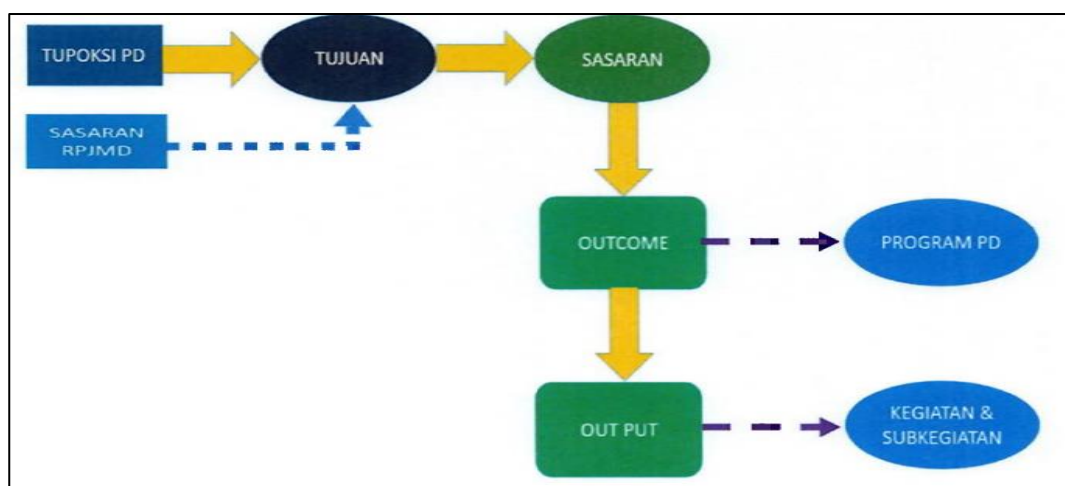 TUPOKSI PD
TUJUAN
SASARAN
SASARAN
RPJMD
OUTCOME
PROGRAM PD
OUT PUT
KEGIATAN &
SUBKEGIATAN